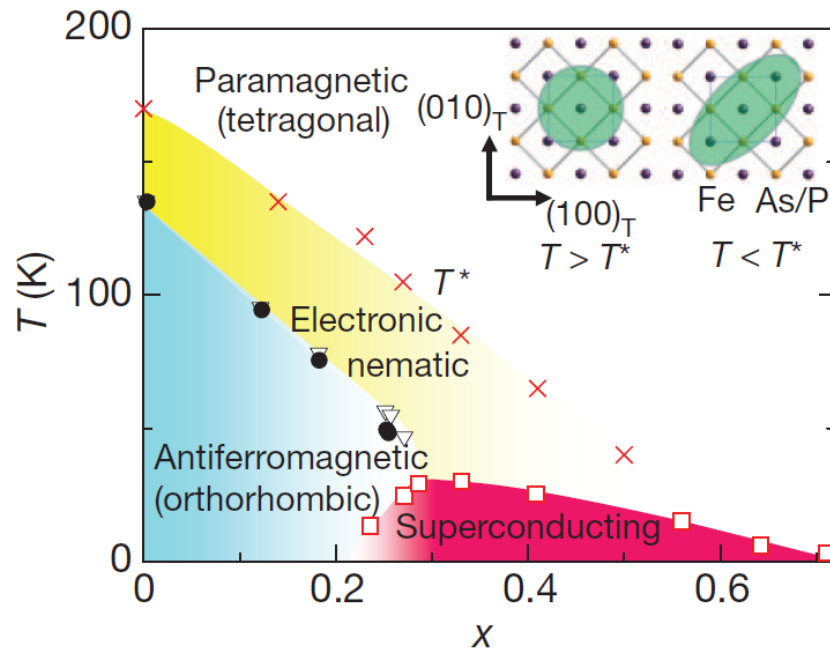 200
Paramagnetic
(tetragonal)
(010)T
(100)T
Fe As/P
T > T*
T < T*
T*
T (K)
100
Electronic
nematic
Antiferromagnetic
(orthorhombic)
Superconducting
0
0 0.2 0.4 0.6
x